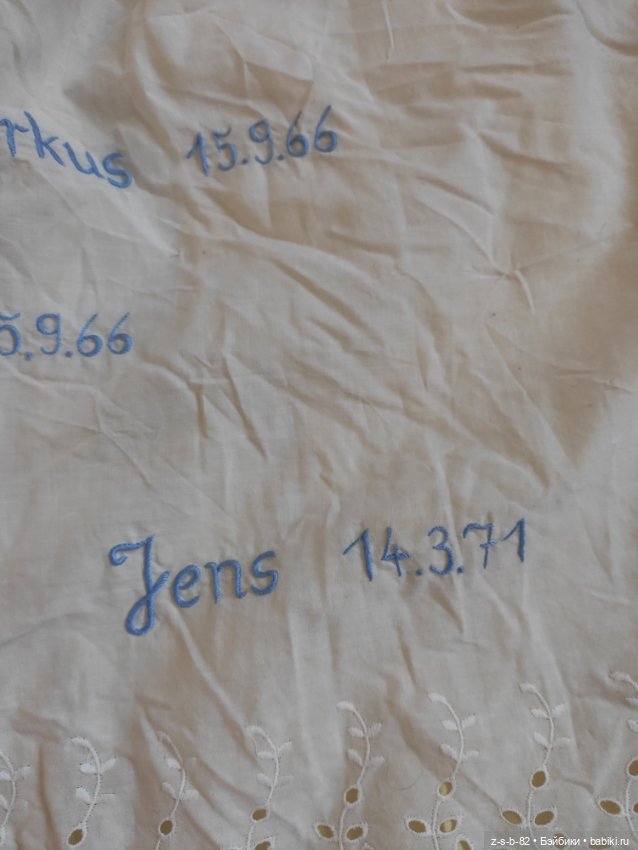 rkus 15.9.66
5.9.66
Jens 14.3.71
z-s-b-82 • Бэйбики • babiki.ru